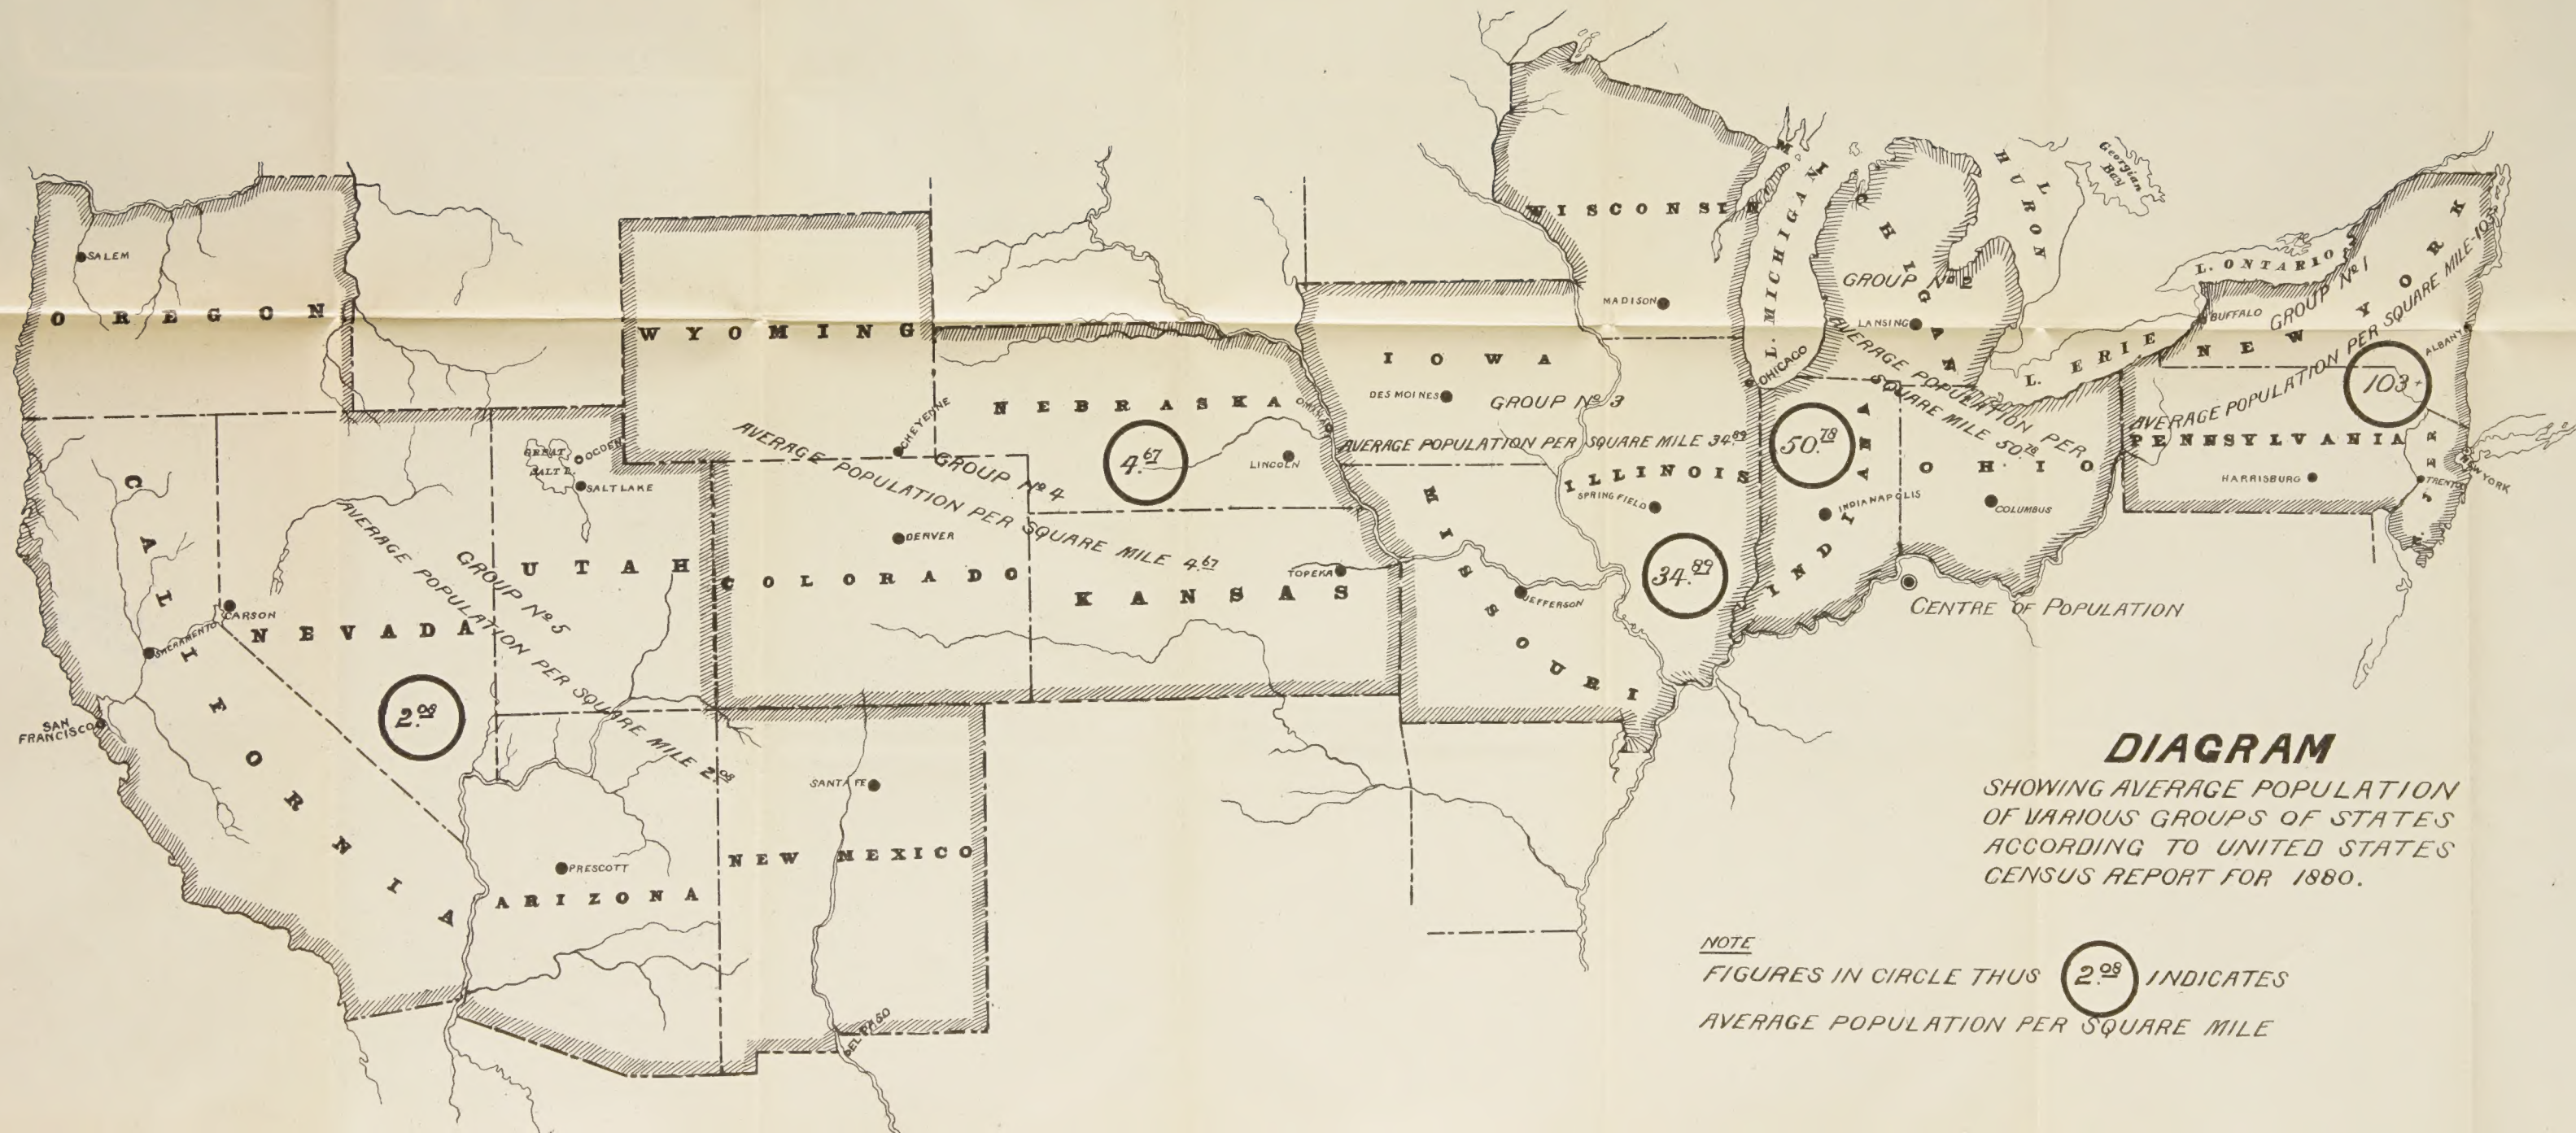 DIAGRAM
SHOWING AVERAGE POPULATION
OF VARIOUS GROUPS OF STATES
ACCORDING TO UNITED STATES
CENSUS REPORT FOR 1880.
NOTE
FIGURES IN CIRCLE THUS 2.08 INDICATES
AVERAGE POPULATION PER SQUARE MILE
OREGON
SALEM
CALIFORNIA
SACRAMENTO
SAN
FRANCISCO
NEVADA
CARSON
UTAH
GREAT
SALT L.
OGDEN
SALT LAKE
GROUP No 5
AVERAGE POPULATION PER SQUARE MILE 2.08
2.08
ARIZONA
PRESCOTT
NEW MEXICO
SANTA FE
DEL PASO
WYOMING
CHEYENNE
NEBRASKA
OMAHA
LINCOLN
GROUP No 4
AVERAGE POPULATION PER SQUARE MILE 4.67
4.67
COLORADO
DENVER
KANSAS
TOPEKA
WISCONSIN
MADISON
IOWA
DES MOINES
GROUP No 3
AVERAGE POPULATION PER SQUARE MILE 34.89
ILLINOIS
SPRINGFIELD
CHICAGO
34.89
JEFFERSON
L. MICHIGAN
MICHIGAN
LANSING
GROUP No 2
AVERAGE POPULATION PER
SQUARE MILE 50.78
50.78
INDIANA
INDIANAPOLIS
OHIO
COLUMBUS
CENTRE OF POPULATION
L. HURON
Georgian
Bay
L. ERIE
L. ONTARIO
NEW YORK
BUFFALO
ALBANY
GROUP No 1
AVERAGE POPULATION PER SQUARE MILE-103
103+
PENNSYLVANIA
HARRISBURG
TRENTON
NEW YORK